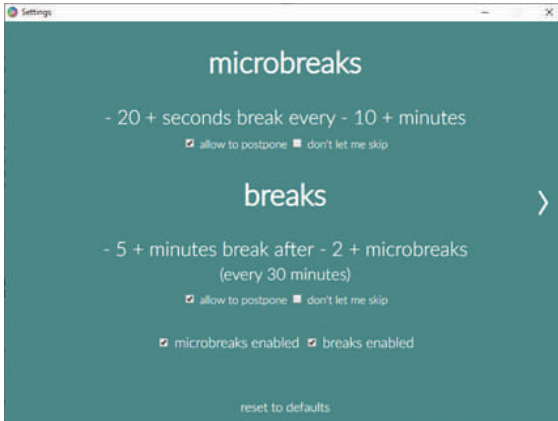 Settings
microbreaks
- 20 + seconds break every - 10 + minutes
allow to postpone don't let me skip
breaks
- 5 + minutes break after - 2 + microbreaks
(every 30 minutes)
allow to postpone don't let me skip
microbreaks enabled breaks enabled
reset to defaults